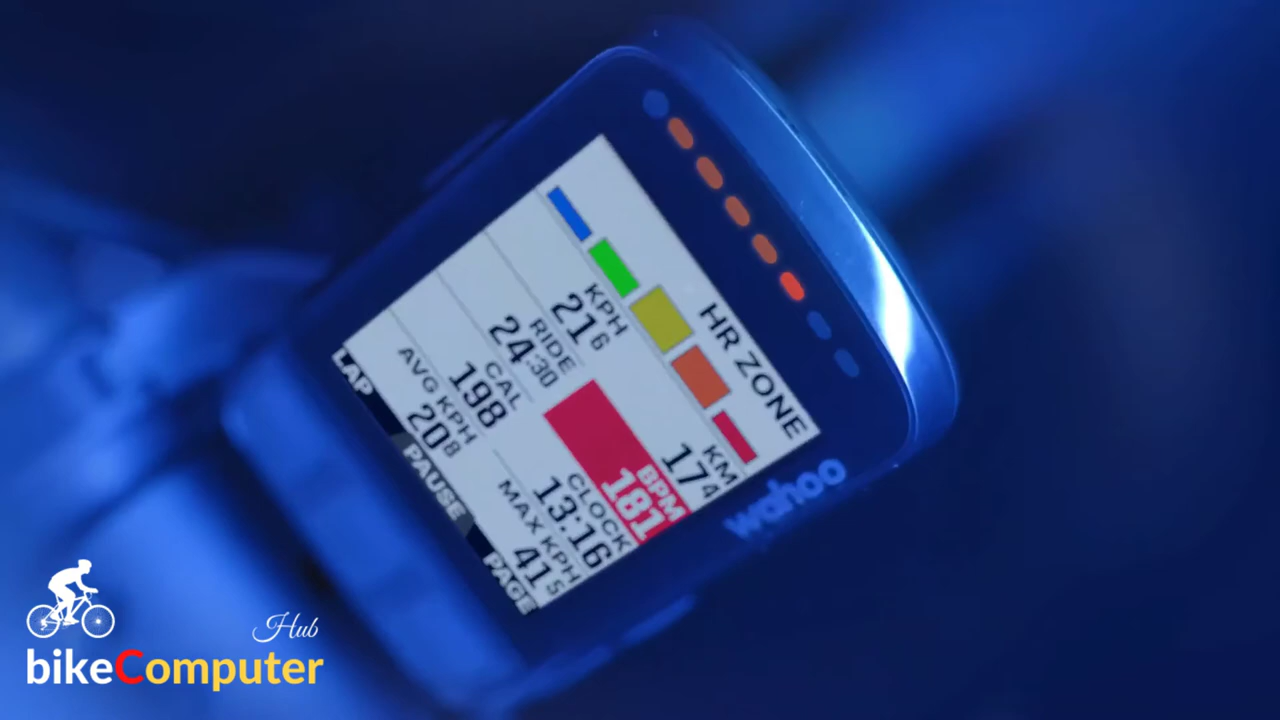 wahoo
HR ZONE
KPH
21.6
KM
17.4
RIDE
24:30
BPM
181
CAL
198
CLOCK
13:16
AVG KPH
20.8
MAX KPH
41.5
LAP
PAUSE
PAGE
Hub
bikeComputer